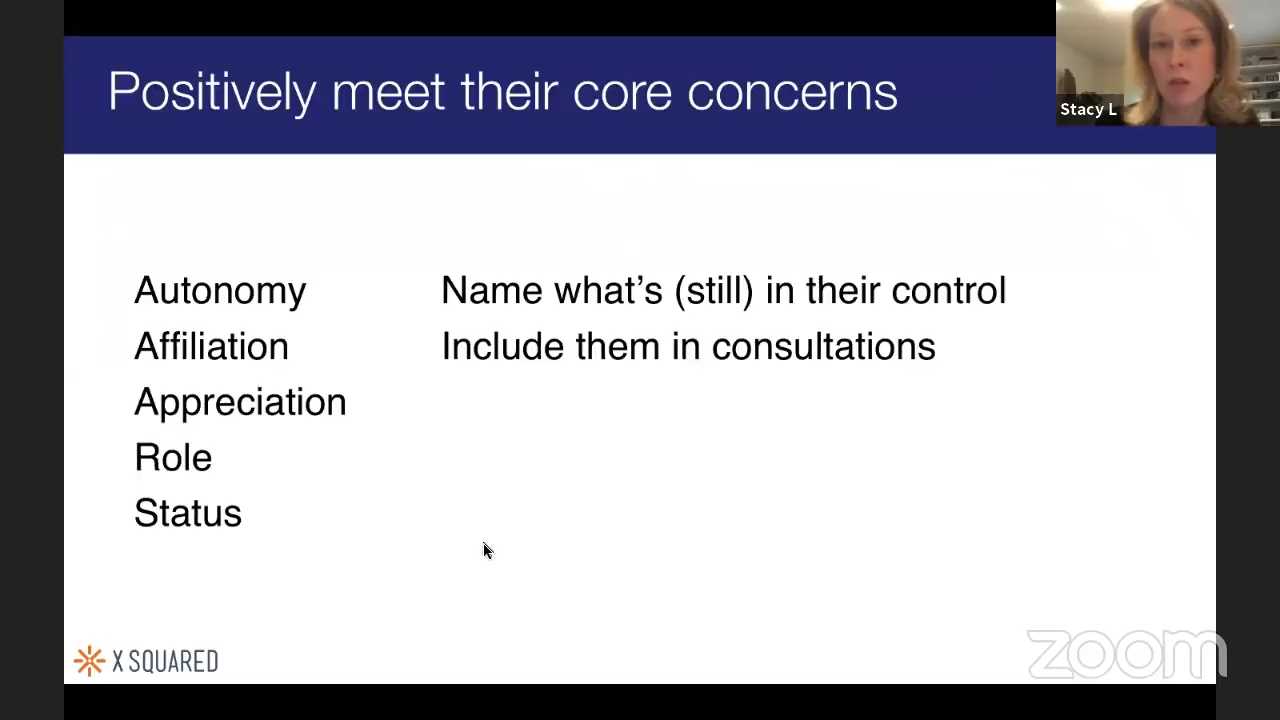 Positively meet their core concerns
Stacy L
Autonomy Name what's (still) in their control
Affiliation Include them in consultations
Appreciation
Role
Status
X SQUARED
zoom